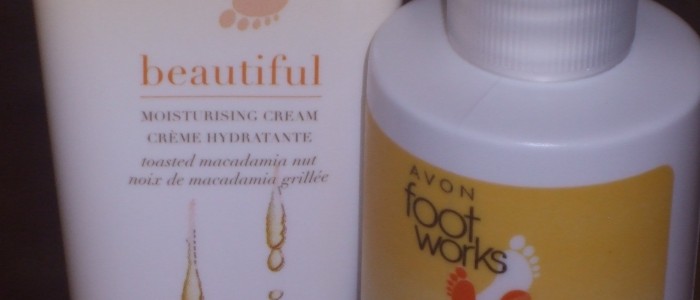 beautiful
MOISTURISING CREAM
CRÈME HYDRATANTE
toasted macadamia nut
noix de macadamia grillée
AVON
foot
works